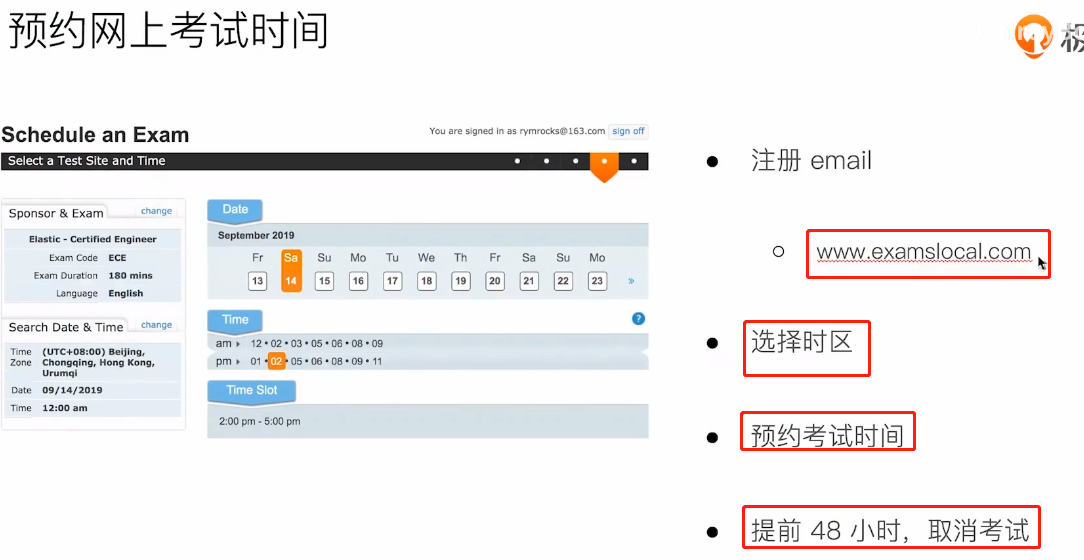 预约网上考试时间
Schedule an Exam
You are signed in as rymrocks@163.com sign off
Select a Test Site and Time
Sponsor & Exam change
Elastic - Certified Engineer
Exam Code ECE
Exam Duration 180 mins
Language English
Search Date & Time change
Time Zone (UTC+08:00) Beijing, Chongqing, Hong Kong, Urumqi
Date 09/14/2019
Time 12:00 am
Date
September 2019
Fr Sa Su Mo Tu We Th Fr Sa Su Mo
13 14 15 16 17 18 19 20 21 22 23 »
Time ?
am 12 • 02 • 03 • 05 • 06 • 08 • 09
pm 01 • 02 • 05 • 06 • 08 • 09 • 11
Time Slot
2:00 pm - 5:00 pm
注册 email
www.examslocal.com
选择时区
预约考试时间
提前 48 小时，取消考试